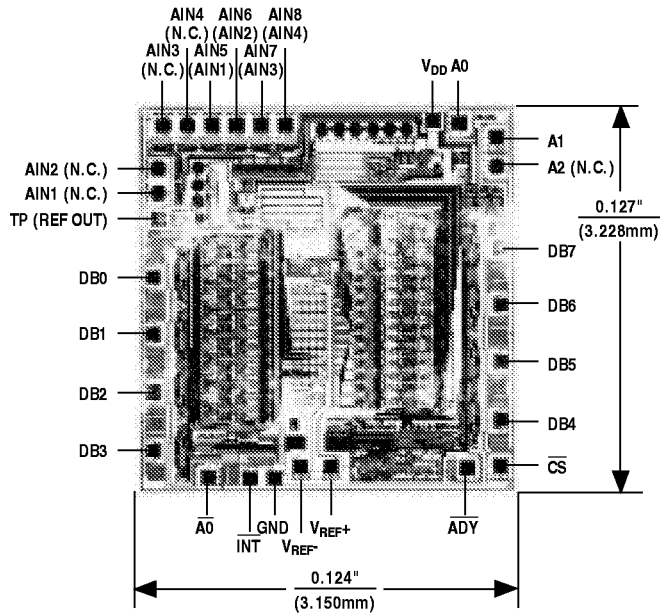 AIN4 AIN6 AIN8
(N.C.) (AIN2) (AIN4)
AIN3 AIN5 AIN7
(N.C.) (AIN1) (AIN3)
VDD A0
A1
AIN2 (N.C.)
A2 (N.C.)
AIN1 (N.C.)
TP (REF OUT)
0.127"
(3.228mm)
DB7
DB0
DB6
DB1
DB5
DB2
DB4
DB3
CS
A0
INT
GND
VREF-
VREF+
ADY
0.124"
(3.150mm)